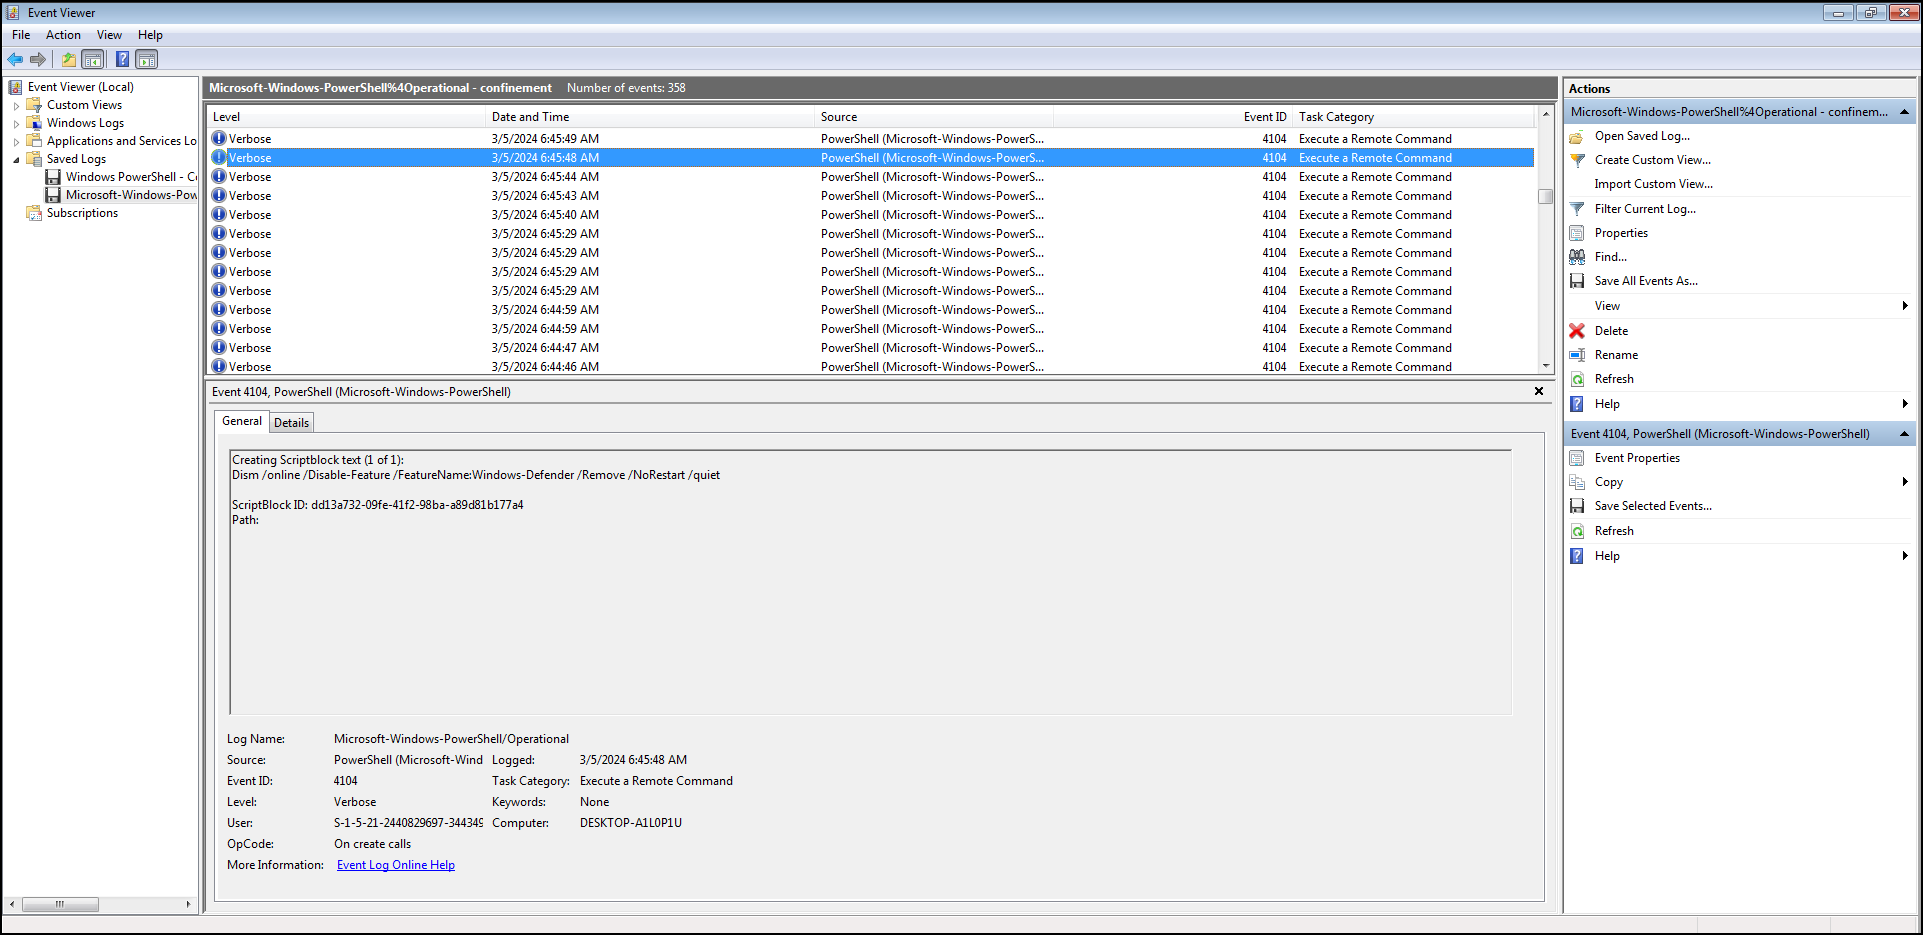 Event Viewer
File Action View Help
Event Viewer (Local)
Custom Views
Windows Logs
Applications and Services Lo
Saved Logs
Windows PowerShell - Co
Microsoft-Windows-Pow
Subscriptions
Microsoft-Windows-PowerShell%4Operational - confinement Number of events: 358
Level Date and Time Source Event ID Task Category
Verbose 3/5/2024 6:45:49 AM PowerShell (Microsoft-Windows-PowerS... 4104 Execute a Remote Command
Verbose 3/5/2024 6:45:48 AM PowerShell (Microsoft-Windows-PowerS... 4104 Execute a Remote Command
Verbose 3/5/2024 6:45:44 AM PowerShell (Microsoft-Windows-PowerS... 4104 Execute a Remote Command
Verbose 3/5/2024 6:45:43 AM PowerShell (Microsoft-Windows-PowerS... 4104 Execute a Remote Command
Verbose 3/5/2024 6:45:40 AM PowerShell (Microsoft-Windows-PowerS... 4104 Execute a Remote Command
Verbose 3/5/2024 6:45:29 AM PowerShell (Microsoft-Windows-PowerS... 4104 Execute a Remote Command
Verbose 3/5/2024 6:45:29 AM PowerShell (Microsoft-Windows-PowerS... 4104 Execute a Remote Command
Verbose 3/5/2024 6:45:29 AM PowerShell (Microsoft-Windows-PowerS... 4104 Execute a Remote Command
Verbose 3/5/2024 6:45:29 AM PowerShell (Microsoft-Windows-PowerS... 4104 Execute a Remote Command
Verbose 3/5/2024 6:44:59 AM PowerShell (Microsoft-Windows-PowerS... 4104 Execute a Remote Command
Verbose 3/5/2024 6:44:59 AM PowerShell (Microsoft-Windows-PowerS... 4104 Execute a Remote Command
Verbose 3/5/2024 6:44:47 AM PowerShell (Microsoft-Windows-PowerS... 4104 Execute a Remote Command
Verbose 3/5/2024 6:44:46 AM PowerShell (Microsoft-Windows-PowerS... 4104 Execute a Remote Command
Event 4104, PowerShell (Microsoft-Windows-PowerShell)
General Details
Creating Scriptblock text (1 of 1):
Dism /online /Disable-Feature /FeatureName:Windows-Defender /Remove /NoRestart /quiet
ScriptBlock ID: dd13a732-09fe-41f2-98ba-a89d81b177a4
Path:
Log Name: Microsoft-Windows-PowerShell/Operational
Source: PowerShell (Microsoft-Wind Logged: 3/5/2024 6:45:48 AM
Event ID: 4104 Task Category: Execute a Remote Command
Level: Verbose Keywords: None
User: S-1-5-21-2440829697-344349 Computer: DESKTOP-A1L0P1U
OpCode: On create calls
More Information: Event Log Online Help
Actions
Microsoft-Windows-PowerShell%4Operational - confinem...
Open Saved Log...
Create Custom View...
Import Custom View...
Filter Current Log...
Properties
Find...
Save All Events As...
View
Delete
Rename
Refresh
Help
Event 4104, PowerShell (Microsoft-Windows-PowerShell)
Event Properties
Copy
Save Selected Events...
Refresh
Help